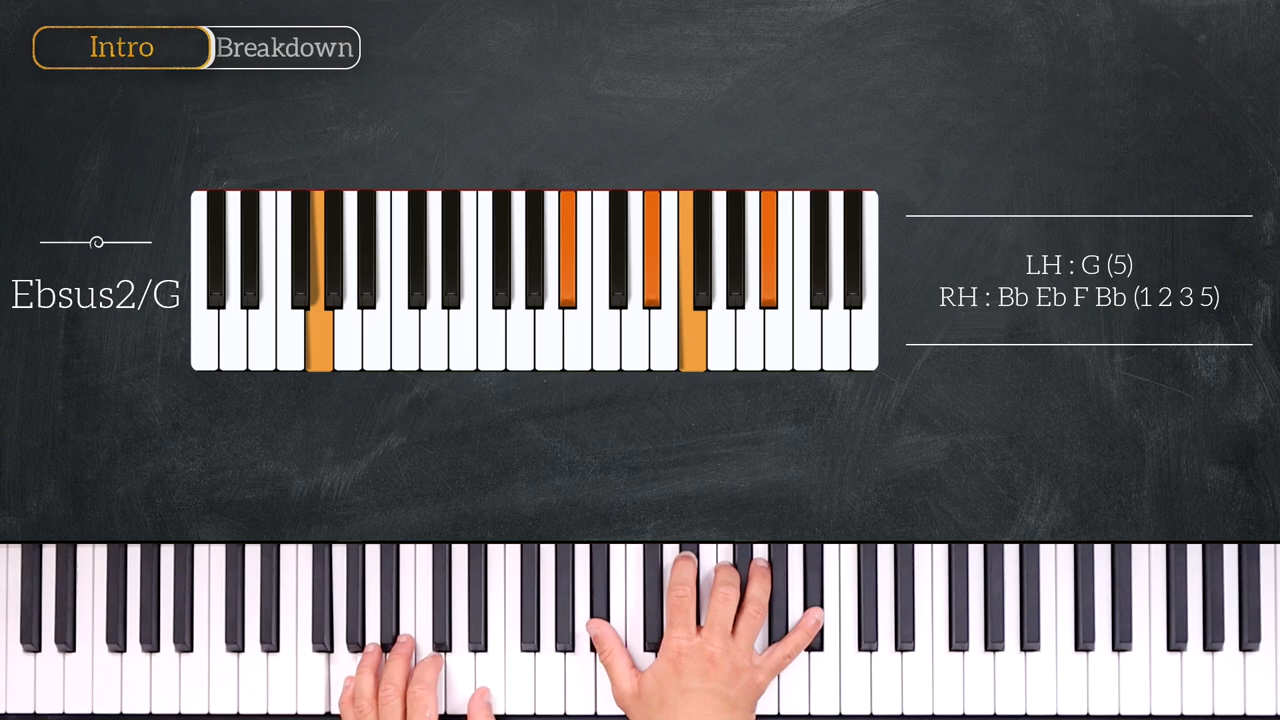 Intro
Breakdown
Ebsus2/G
LH : G (5)
RH : Bb Eb F Bb (1 2 3 5)